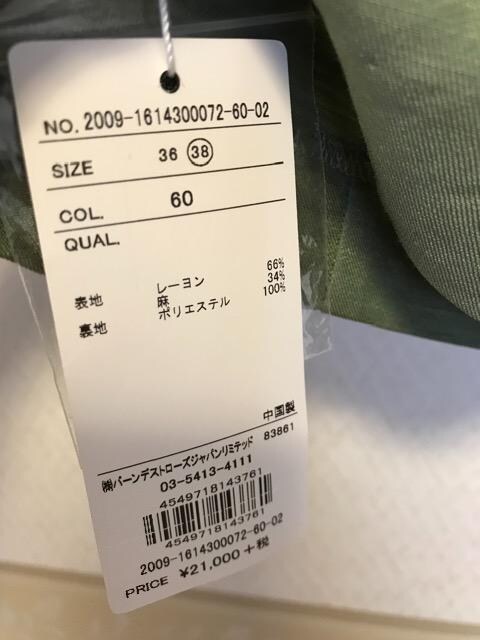 NO. 2009-1614300072-60-02
SIZE 36 38
COL. 60
QUAL.
表地 レーヨン 66%
麻 34%
裏地 ポリエステル 100%
中国製
㈱バーンデストローズジャパンリミテッド 83861
03-5413-4111
4549718143761
4549718143761
2009-1614300072-60-02
PRICE ¥21,000+税